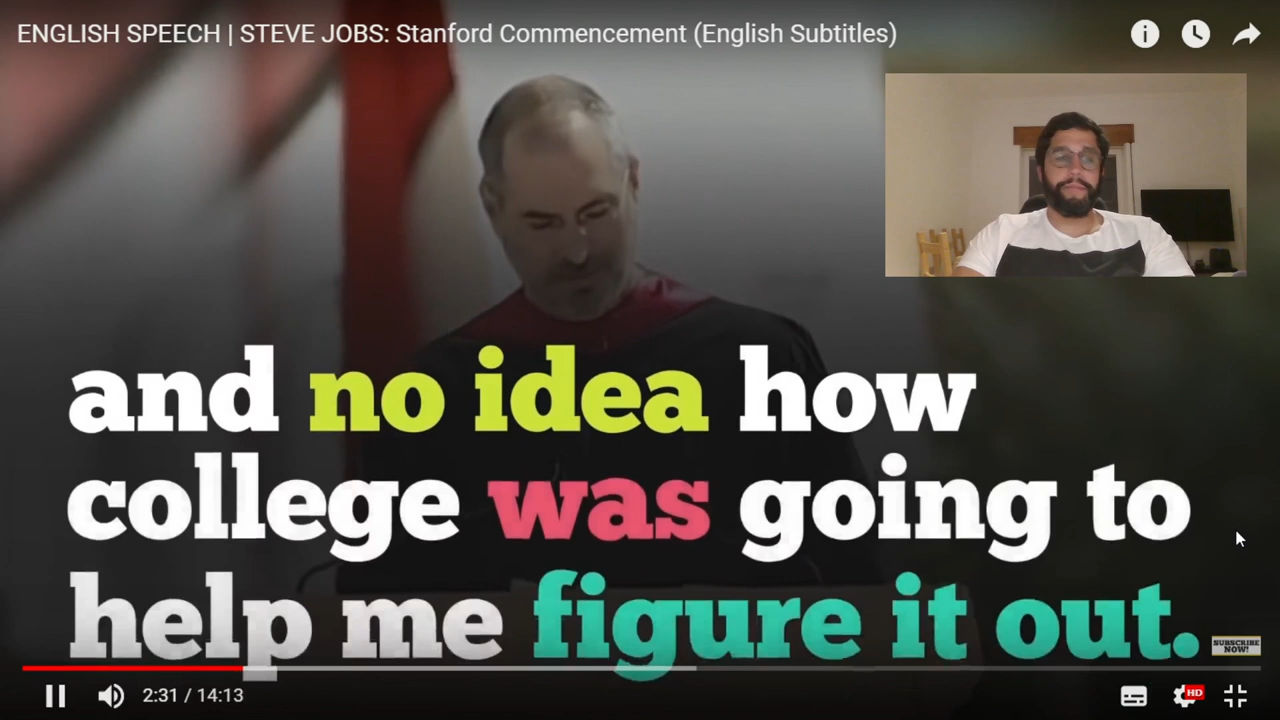 ENGLISH SPEECH | STEVE JOBS: Stanford Commencement (English Subtitles)
and no idea how
college was going to
help me figure it out.
SUBSCRIBE
NOW!
2:31 / 14:13
HD